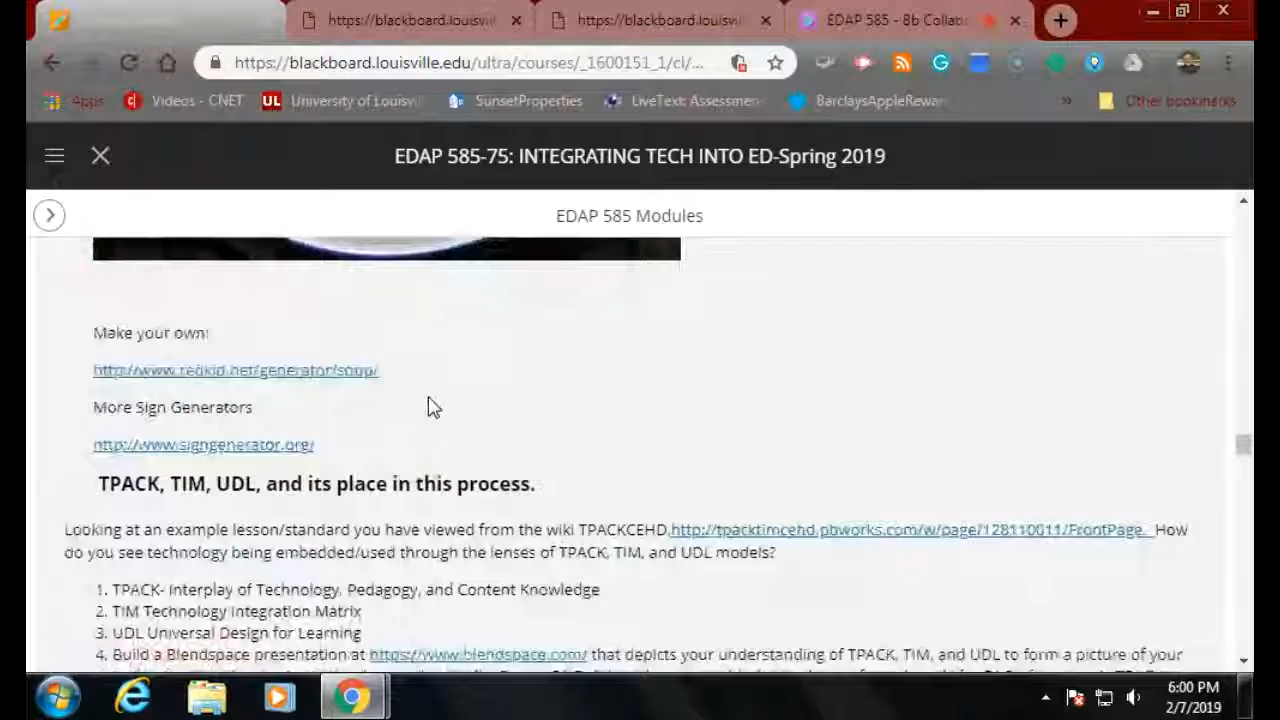 https://blackboard.louisvil
https://blackboard.louisvil
EDAP 585 - 8b Collab
https://blackboard.louisville.edu/ultra/courses/_1600151_1/cl/...
Apps
Videos - CNET
University of Louisvi
SunsetProperties
LiveText: Assessmen
BarclaysAppleRewar
Other bookmarks
EDAP 585-75: INTEGRATING TECH INTO ED-Spring 2019
EDAP 585 Modules
Make your own:
http://www.redkid.net/generator/soup/
More Sign Generators
http://www.signgenerator.org/
TPACK, TIM, UDL, and its place in this process.
Looking at an example lesson/standard you have viewed from the wiki TPACKCEHD.http://tpacktimcehd.pbworks.com/w/page/128110011/FrontPage. How
do you see technology being embedded/used through the lenses of TPACK, TIM, and UDL models?
1. TPACK- Interplay of Technology, Pedagogy, and Content Knowledge
2. TIM Technology Integration Matrix
3. UDL Universal Design for Learning
4. Build a Blendspace presentation at https://www.blendspace.com/ that depicts your understanding of TPACK, TIM, and UDL to form a picture of your
6:00 PM
2/7/2019